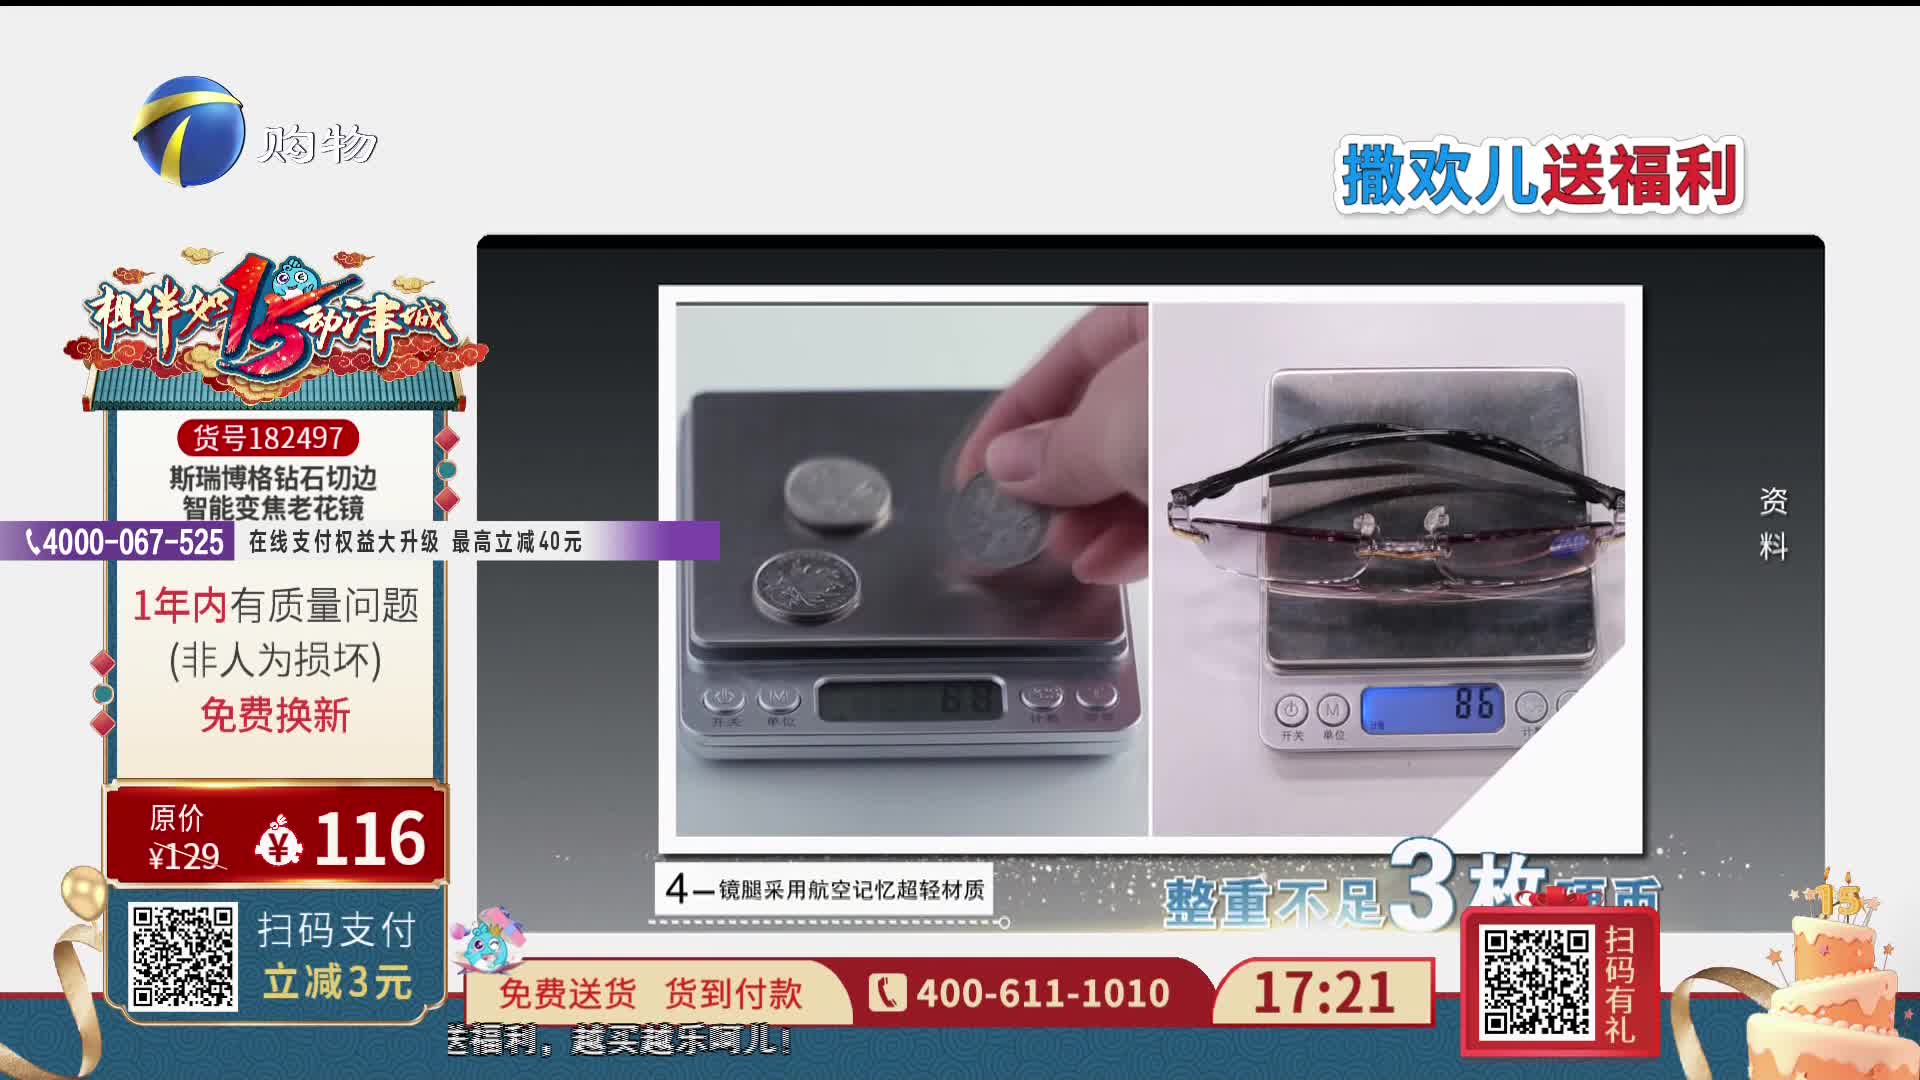 购物
撒欢儿送福利
相伴如15动津城
货号182497
斯瑞博格钻石切边
智能变焦老花镜
4000-067-525 在线支付权益大升级 最高立减40元
1年内有质量问题
(非人为损坏)
免费换新
原价
¥129
¥116
扫码支付
立减3元
资料
开关 单位
86
开关 单位
4—镜腿采用航空记忆超轻材质
整重不足3枚硬币
免费送货 货到付款
400-611-1010
17:21
扫码有礼
15
送福利，越买越乐呵儿！